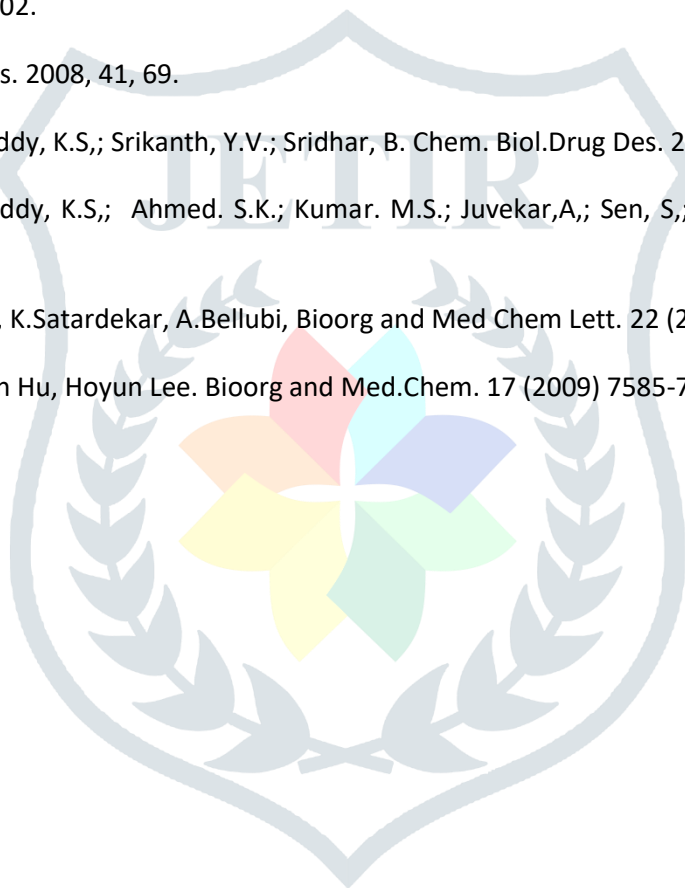 02.
s. 2008, 41, 69.
ddy, K.S,; Srikanth, Y.V.; Sridhar, B. Chem. Biol.Drug Des. 2
JETIR
ddy, K.S,; Ahmed. S.K.; Kumar. M.S.; Juvekar,A,; Sen, S,;
, K.Satardekar, A.Bellubi, Bioorg and Med Chem Lett. 22 (2
n Hu, Hoyun Lee. Bioorg and Med.Chem. 17 (2009) 7585-7